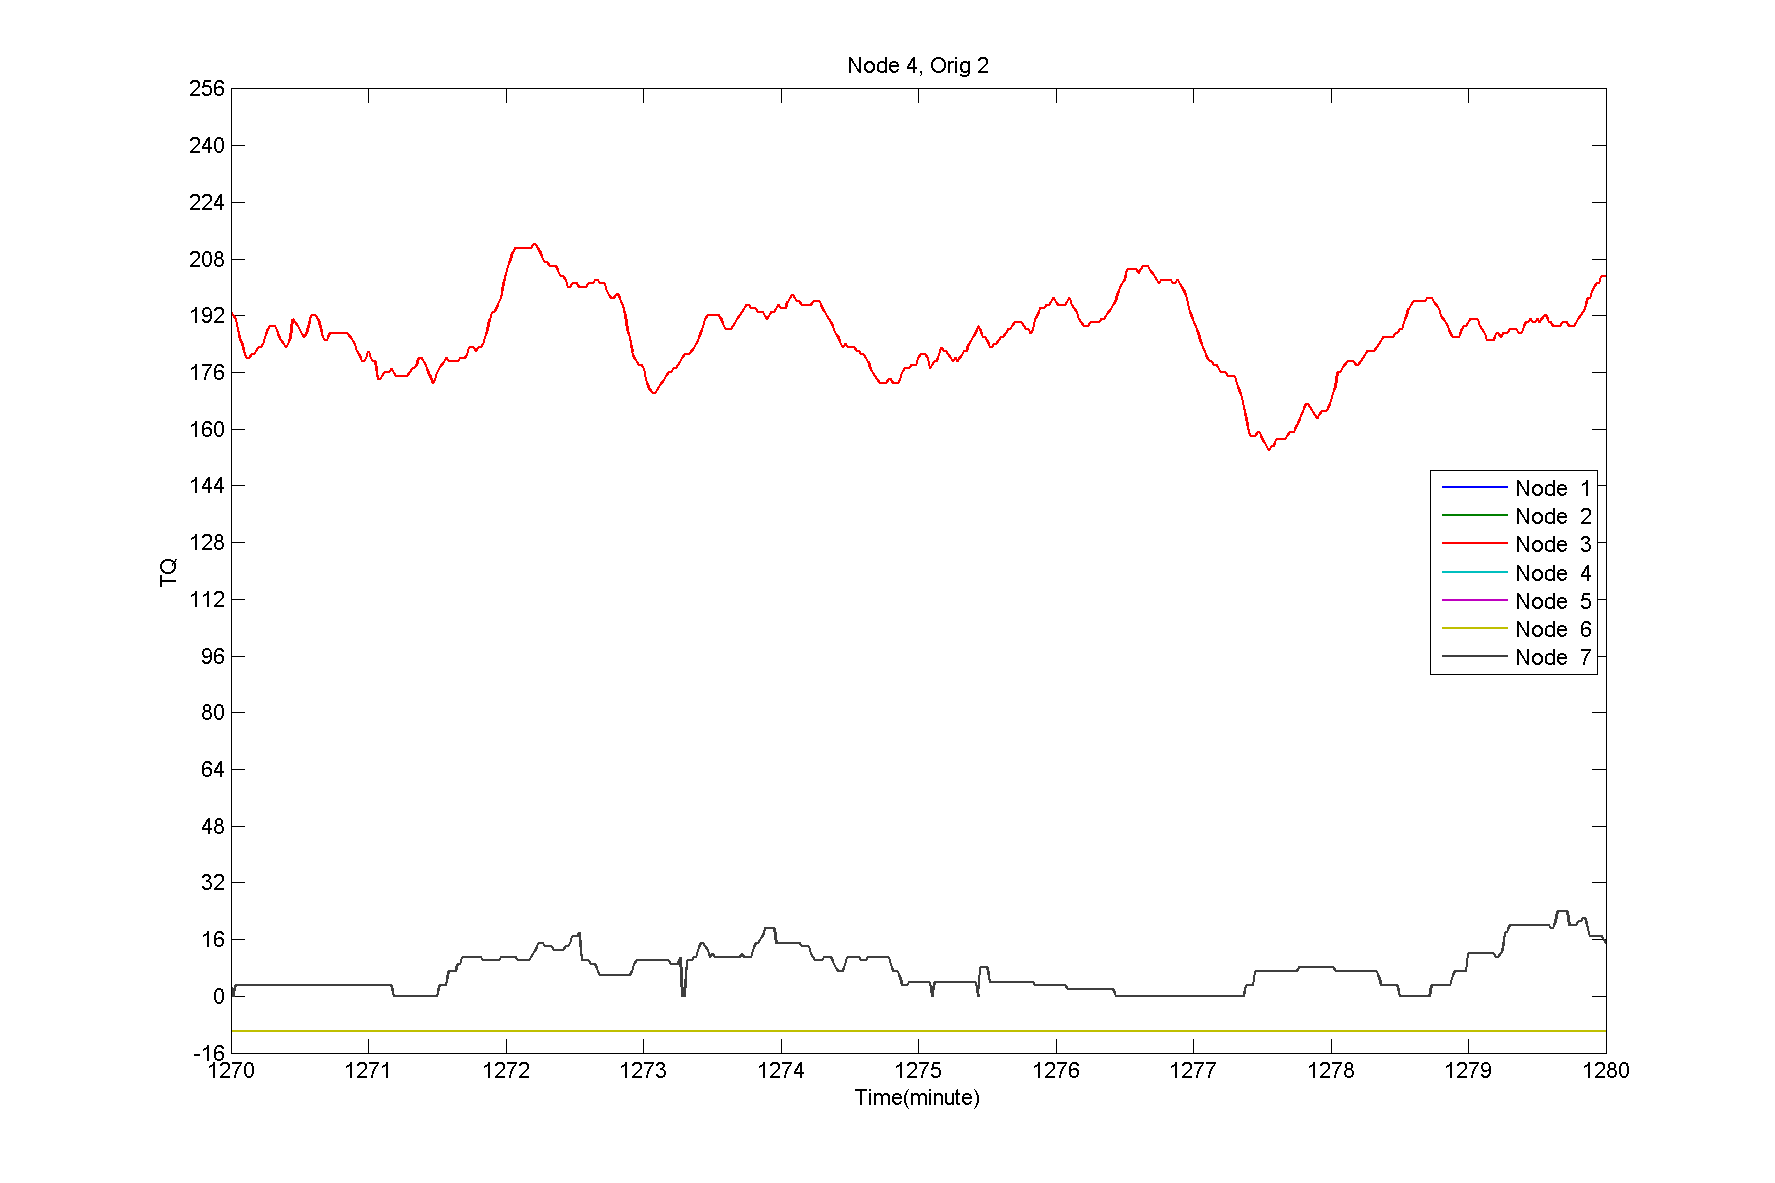 Node 4, Orig 2
256
240
224
208
192
176
160
144
128
112
96
80
64
48
32
16
0
-16
TQ
Node 1
Node 2
Node 3
Node 4
Node 5
Node 6
Node 7
1270 1271 1272 1273 1274 1275 1276 1277 1278 1279 1280
Time(minute)